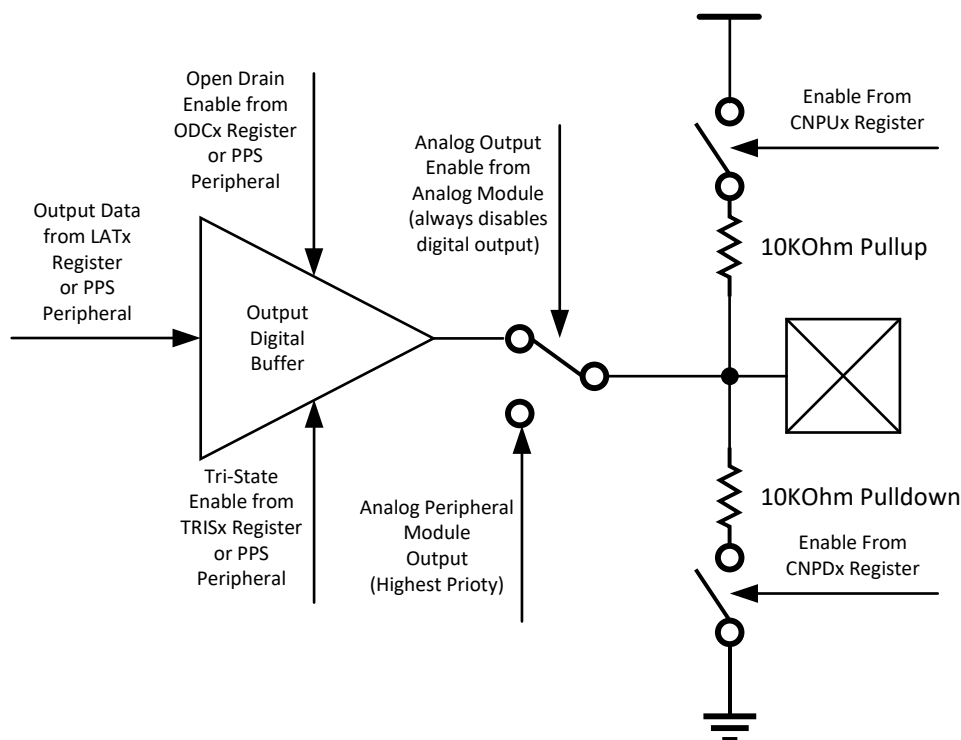 Open Drain
Enable from
ODCx Register
or PPS
Peripheral
Analog Output
Enable from
Analog Module
(always disables
digital output)
Enable From
CNPUx Register
Output Data
from LATx
Register
or PPS
Peripheral
10KOhm Pullup
Output
Digital
Buffer
Tri-State
Enable from
TRISx Register
or PPS
Peripheral
Analog Peripheral
Module
Output
(Highest Prioty)
10KOhm Pulldown
Enable From
CNPDx Register